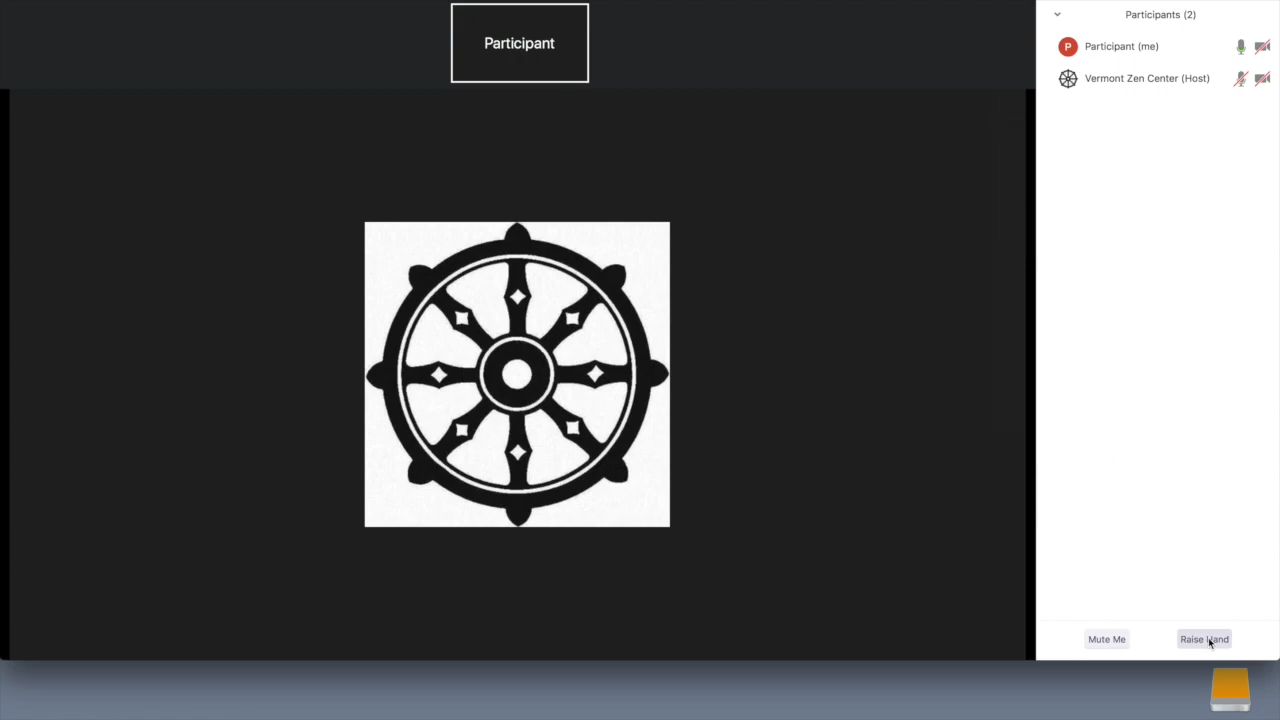 Participant
Participants (2)
P
Participant (me)
Vermont Zen Center (Host)
Mute Me
Raise Hand